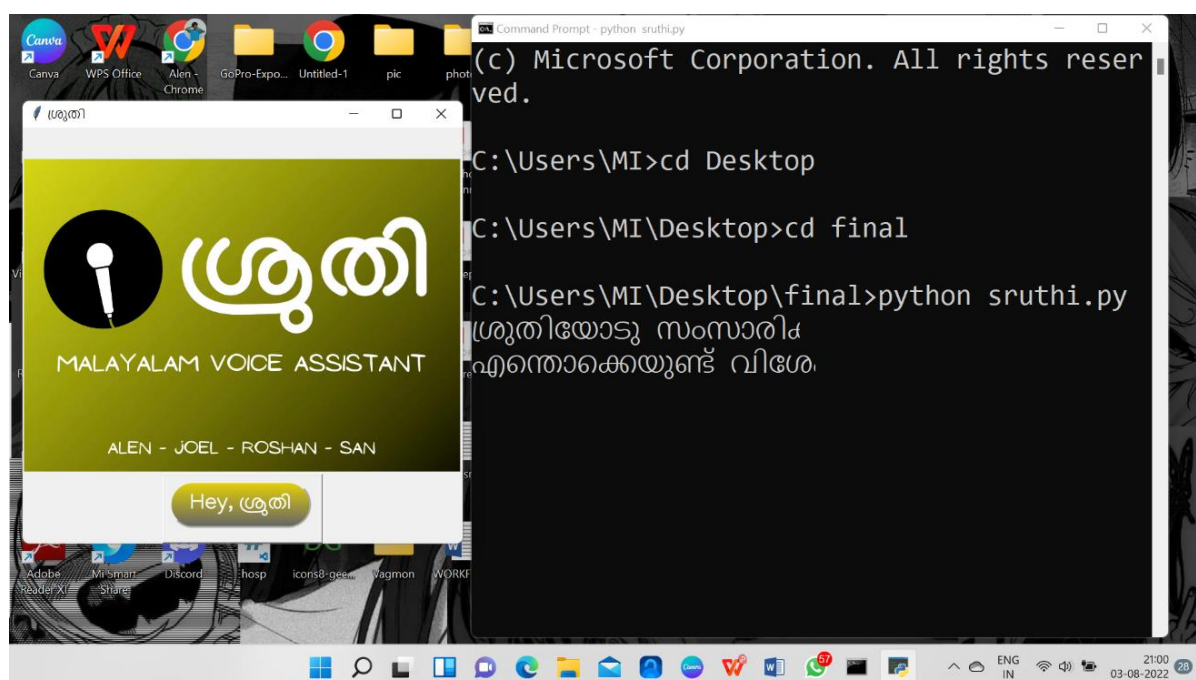 Canva
WPS Office
Alen -
Chrome
GoPro-Expo...
Untitled-1
pic
ശ്രുതി
ശ്രുതി
MALAYALAM VOICE ASSISTANT
ALEN - JOEL - ROSHAN - SAN
Hey, ശ്രുതി
Adobe
Reader XI
Mi Smart
Share
Discord
hosp
icons8-gee...
Vagmon
Command Prompt - python sruthi.py
(c) Microsoft Corporation. All rights reser
ved.
C:\Users\MI>cd Desktop
C:\Users\MI\Desktop>cd final
C:\Users\MI\Desktop\final>python sruthi.py
ശ്രുതിയോടു
എന്തൊക്കെയുണ്ട്
ENG
IN
21:00
03-08-2022
28
57